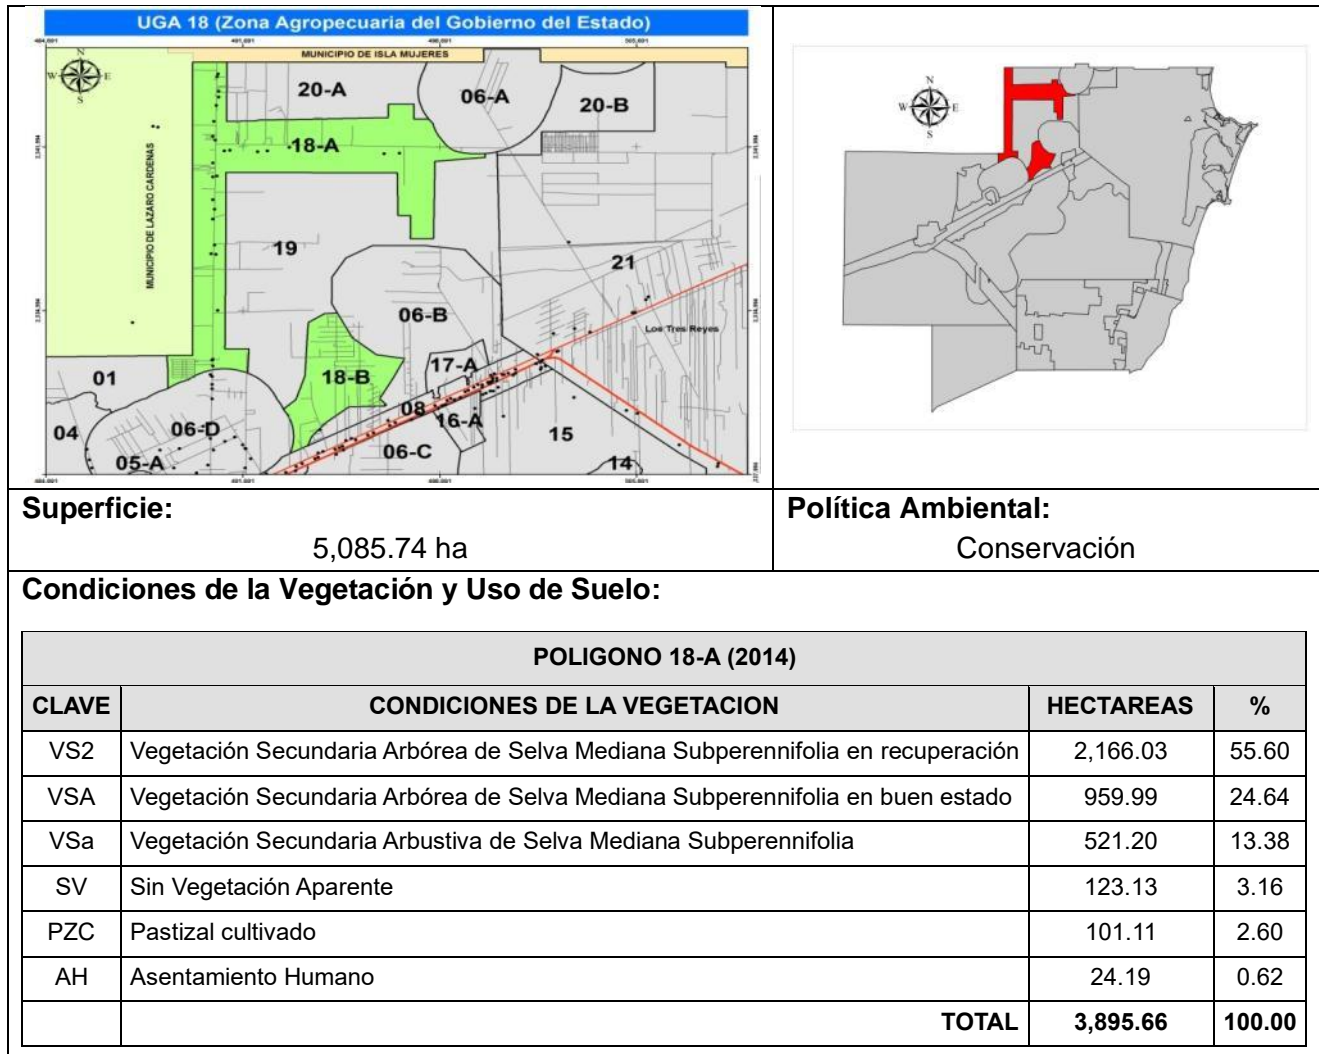 UGA 18 (Zona Agropecuaria del Gobierno del Estado)
MUNICIPIO DE ISLA MUJERES
N
W E
S
20-A
06-A
20-B
18-A
MUNICIPIO DE LAZARO CARDENAS
19
21
06-B
Los Tres Reyes
17-A
01
18-B
08
16-A
04
06-D
15
06-C
05-A
14
N
W E
S
Superficie:
5,085.74 ha
Política Ambiental:
Conservación
Condiciones de la Vegetación y Uso de Suelo:
POLIGONO 18-A (2014)
CLAVE CONDICIONES DE LA VEGETACION HECTAREAS %
VS2 Vegetación Secundaria Arbórea de Selva Mediana Subperennifolia en recuperación 2,166.03 55.60
VSA Vegetación Secundaria Arbórea de Selva Mediana Subperennifolia en buen estado 959.99 24.64
VSa Vegetación Secundaria Arbustiva de Selva Mediana Subperennifolia 521.20 13.38
SV Sin Vegetación Aparente 123.13 3.16
PZC Pastizal cultivado 101.11 2.60
AH Asentamiento Humano 24.19 0.62
TOTAL 3,895.66 100.00